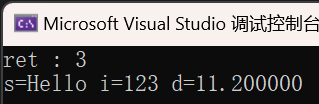 Microsoft Visual Studio 调试控制台
ret : 3
s=Hello i=123 d=11.200000